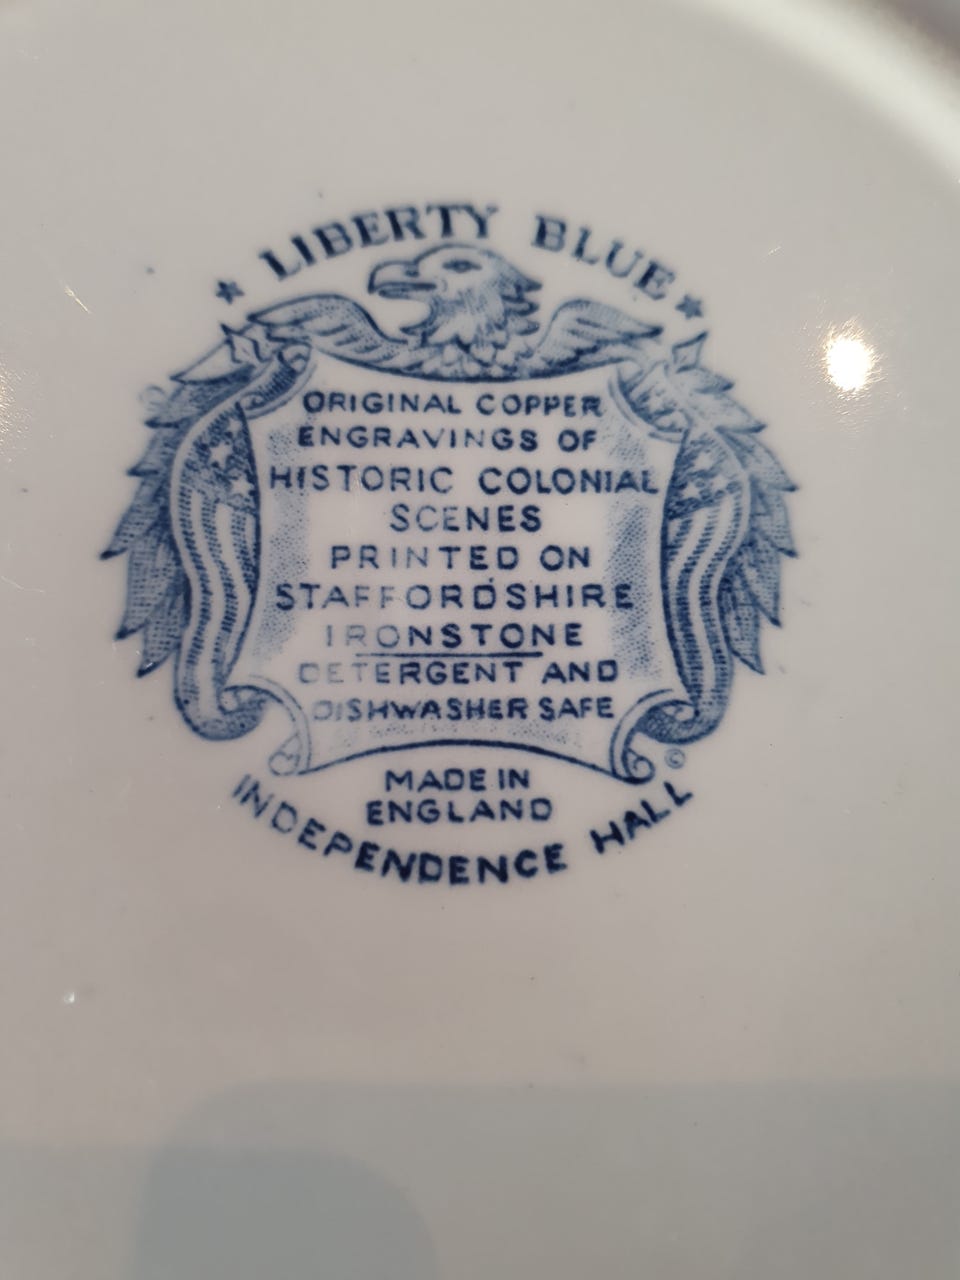 LIBERTY BLUE
ORIGINAL COPPER
ENGRAVINGS OF
HISTORIC COLONIAL
SCENES
PRINTED ON
STAFFORDSHIRE
IRONSTONE
DETERGENT AND
DISHWASHER SAFE
©
MADE IN
ENGLAND
INDEPENDENCE HALL